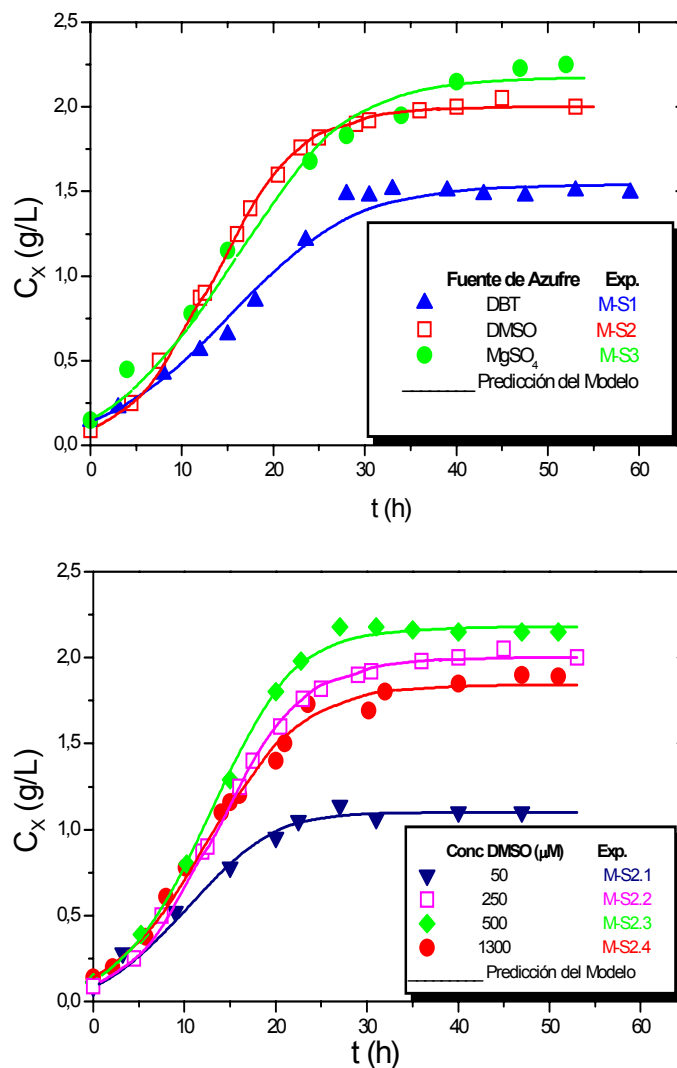 2,5
2,0
1,5
1,0
0,5
0,0
C_X (g/L)
Fuente de Azufre Exp.
DBT M-S1
DMSO M-S2
MgSO₄ M-S3
________ Predicción del Modelo
0 10 20 30 40 50 60
t (h)
2,5
2,0
1,5
1,0
0,5
0,0
C_X (g/L)
Conc DMSO (μM) Exp.
50 M-S2.1
250 M-S2.2
500 M-S2.3
1300 M-S2.4
________ Predicción del Modelo
0 10 20 30 40 50 60
t (h)